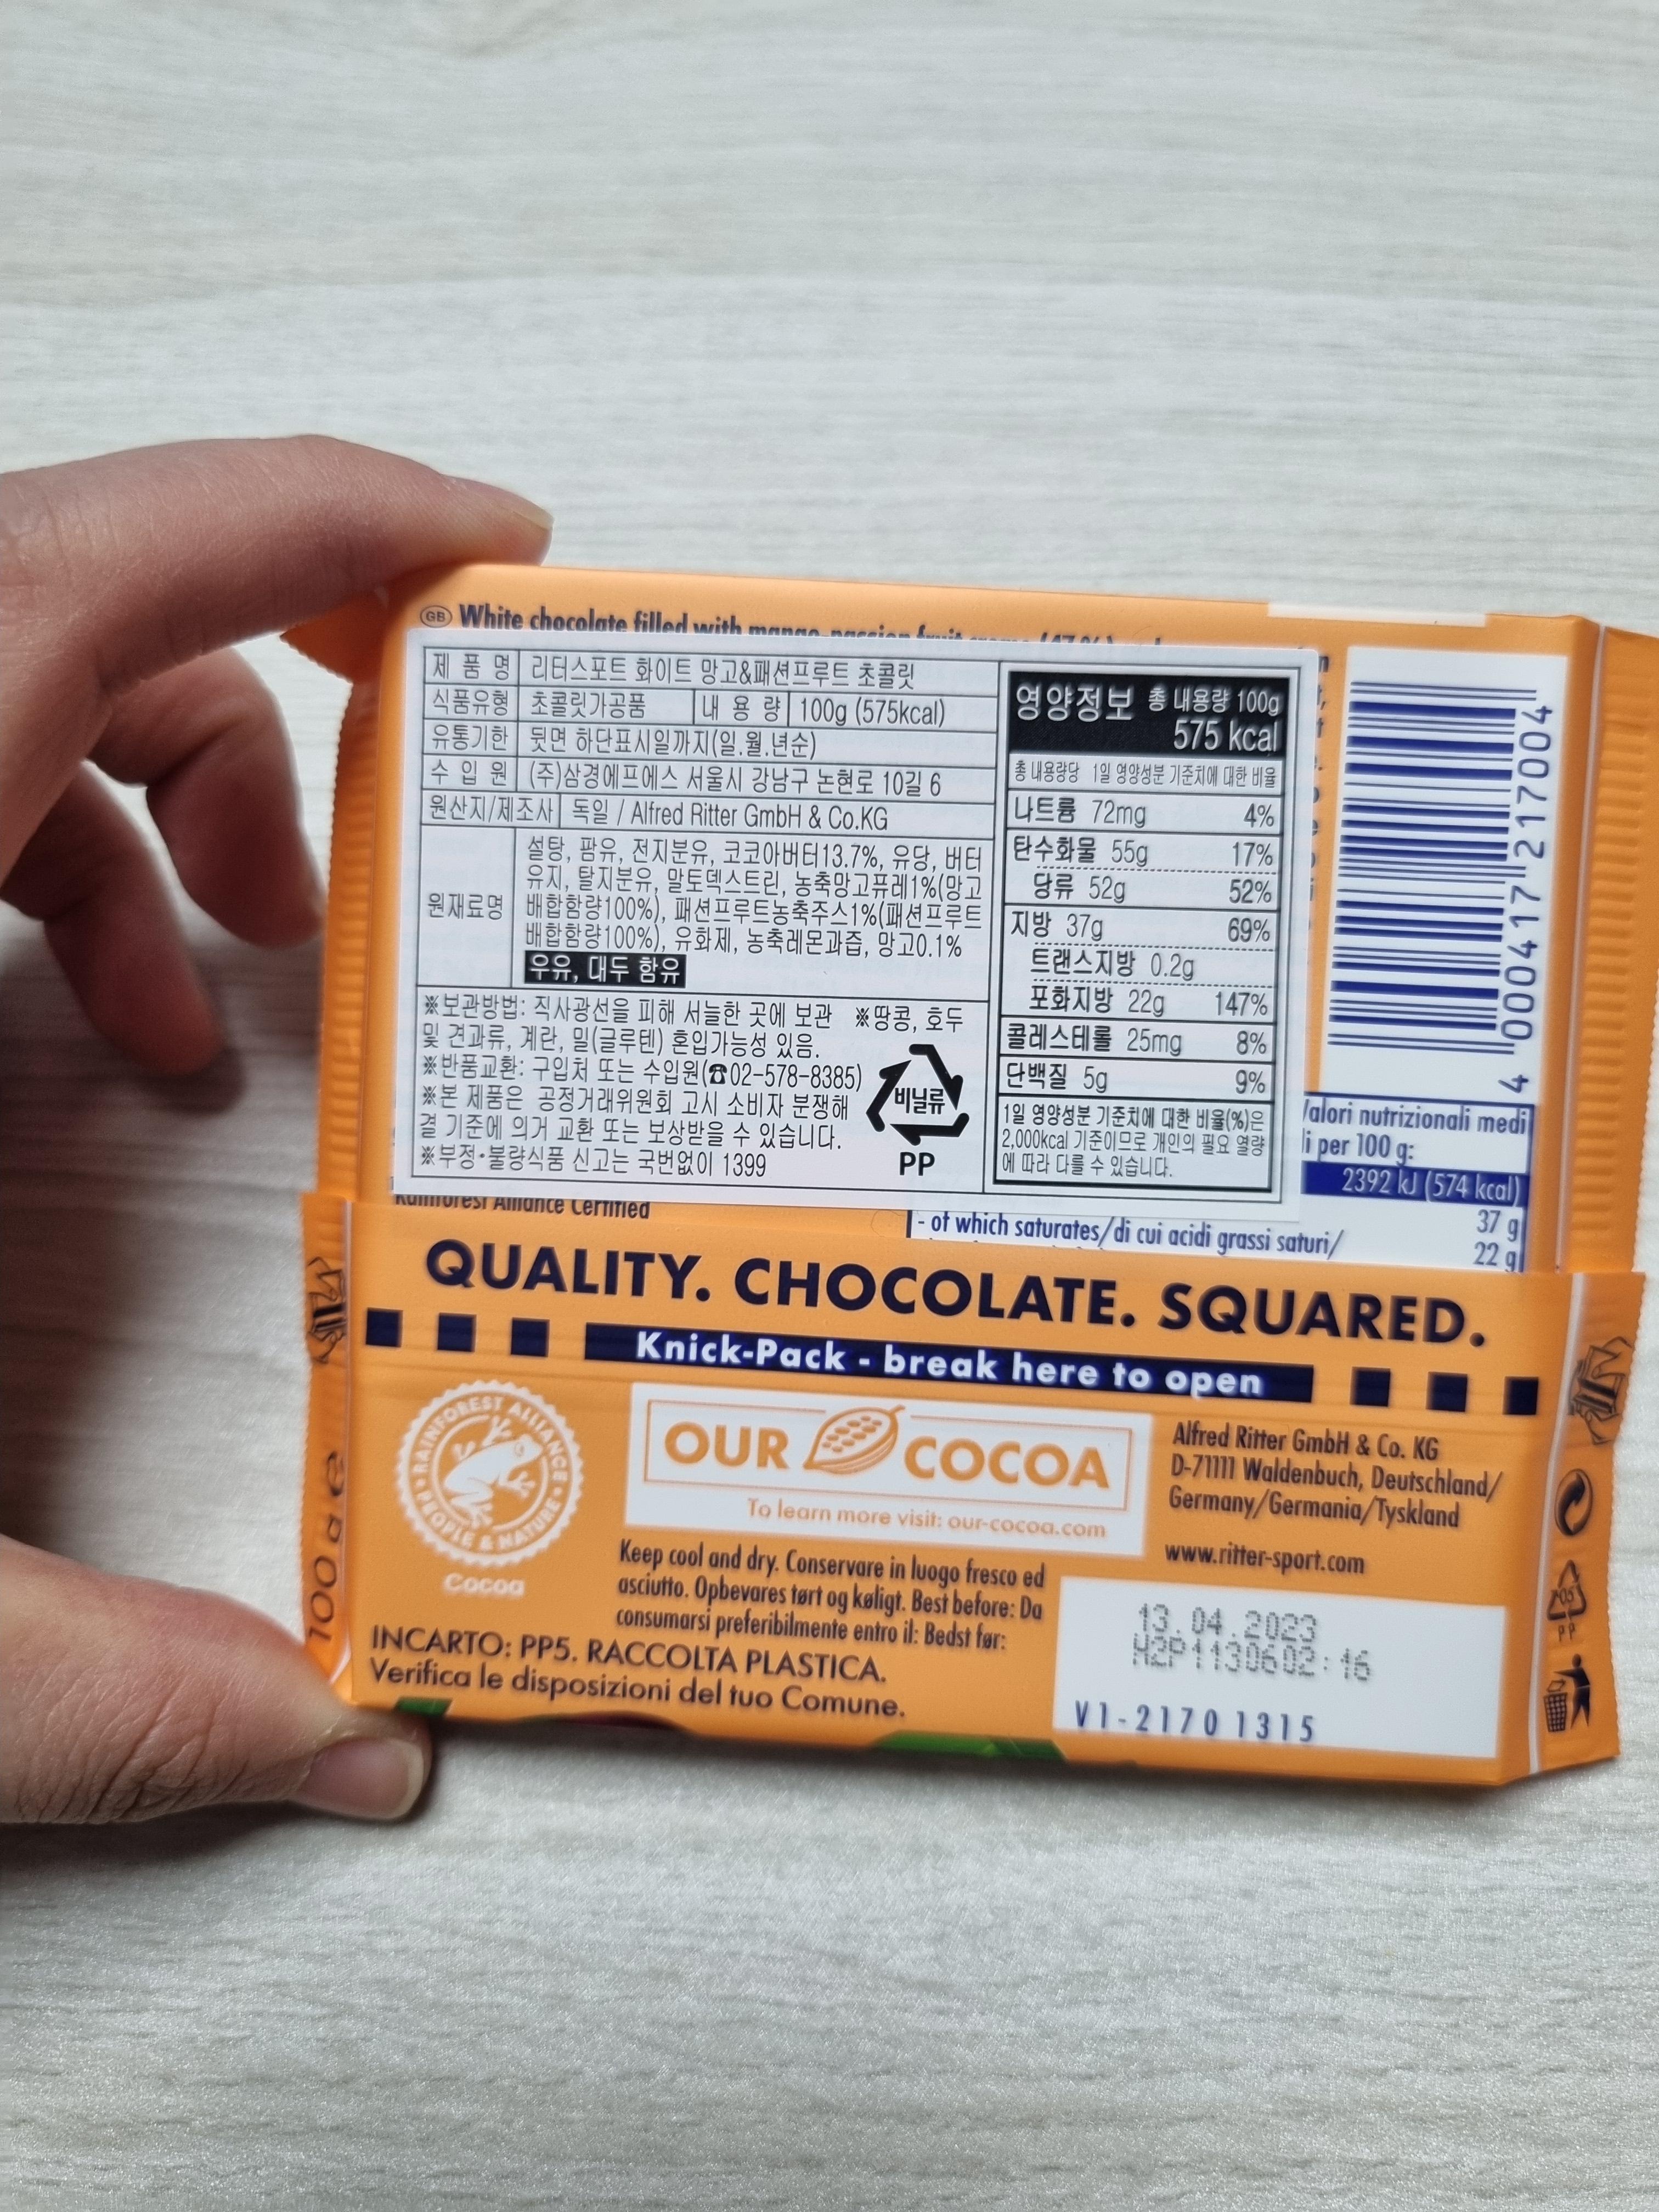 GB White chocolate filled with mango-passion fruit
제 품 명 리터스포트 화이트 망고&패션프루트 초콜릿
식품유형 초콜릿가공품 내 용 량 100g (575kcal)
유통기한 뒷면 하단표시일까지(일.월.년순)
수 입 원 (주)삼경에프에스 서울시 강남구 논현로 10길 6
원산지/제조사 독일 / Alfred Ritter GmbH & Co.KG
원재료명
설탕, 팜유, 전지분유, 코코아버터13.7%, 유당, 버터
유지, 탈지분유, 말토덱스트린, 농축망고퓨레1%(망고
배합함량100%), 패션프루트농축주스1%(패션프루트
배합함량100%), 유화제, 농축레몬과즙, 망고0.1%
우유, 대두 함유
※보관방법: 직사광선을 피해 서늘한 곳에 보관 ※땅콩, 호두
및 견과류, 계란, 밀(글루텐) 혼입가능성 있음.
※반품교환: 구입처 또는 수입원(☎02-578-8385)
※본 제품은 공정거래위원회 고시 소비자 분쟁해
결 기준에 의거 교환 또는 보상받을 수 있습니다.
※부정·불량식품 신고는 국번없이 1399
비닐류
PP
영양정보 총 내용량 100g
575 kcal
총 내용량당 1일 영양성분 기준치에 대한 비율
나트륨 72mg 4%
탄수화물 55g 17%
당류 52g 52%
지방 37g 69%
트랜스지방 0.2g
포화지방 22g 147%
콜레스테롤 25mg 8%
단백질 5g 9%
1일 영양성분 기준치에 대한 비율(%)은
2,000kcal 기준이므로 개인의 필요 열량
에 따라 다를 수 있습니다.
4 000417 217004
Valori nutrizionali medi
per 100 g:
2392 kJ (574 kcal)
37 g
- of which saturates/di cui acidi grassi saturi/
22 g
Rainforest Alliance Certified
QUALITY. CHOCOLATE. SQUARED.
Knick-Pack - break here to open
RAINFOREST ALLIANCE
PEOPLE & NATURE
Cocoa
OUR COCOA
To learn more visit: our-cocoa.com
Alfred Ritter GmbH & Co. KG
D-71111 Waldenbuch, Deutschland/
Germany/Germania/Tyskland
www.ritter-sport.com
Keep cool and dry. Conservare in luogo fresco ed
asciutto. Opbevares tørt og køligt. Best before: Da
consumarsi preferibilmente entro il: Bedst før:
INCARTO: PP5. RACCOLTA PLASTICA.
Verifica le disposizioni del tuo Comune.
13.04.2023
H2P1130602:16
V1-2170 1315
100 g e
05
PP